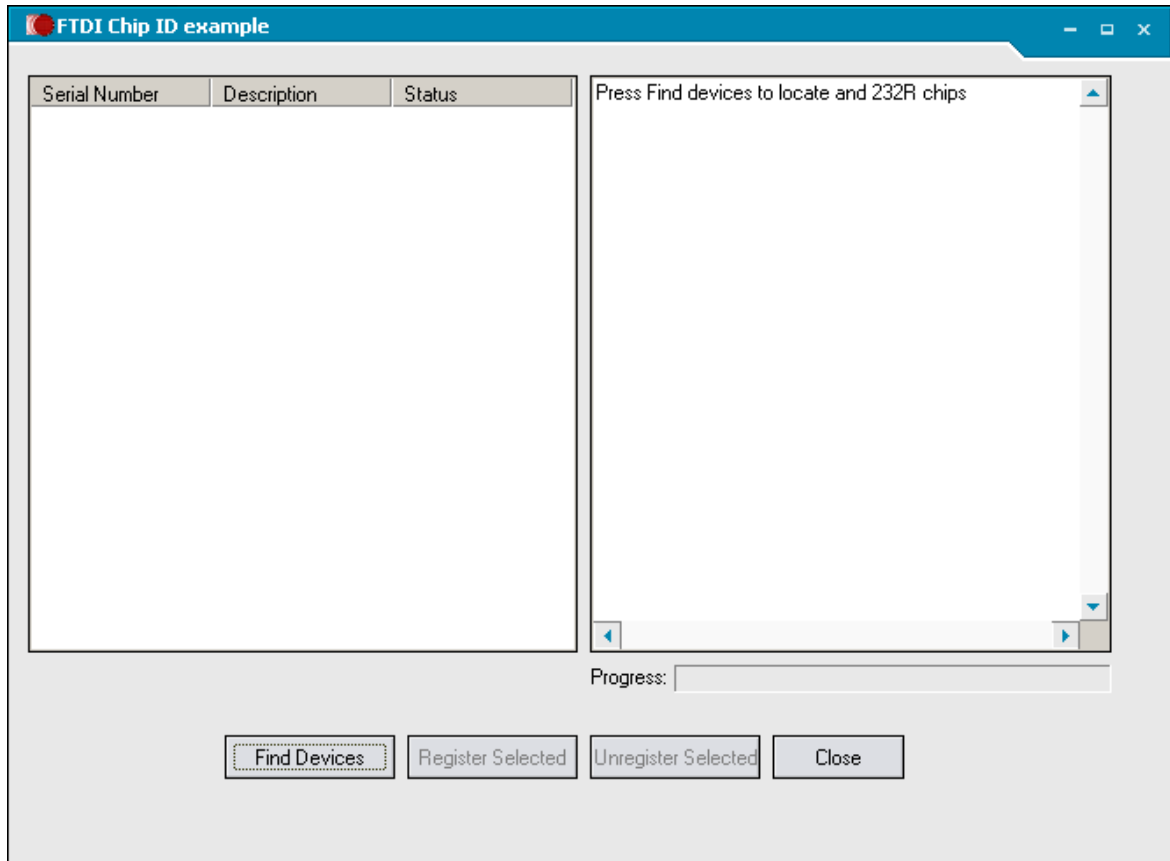 FTDI Chip ID example
Serial Number Description Status
Press Find devices to locate and 232R chips
Progress:
Find Devices Register Selected Unregister Selected Close